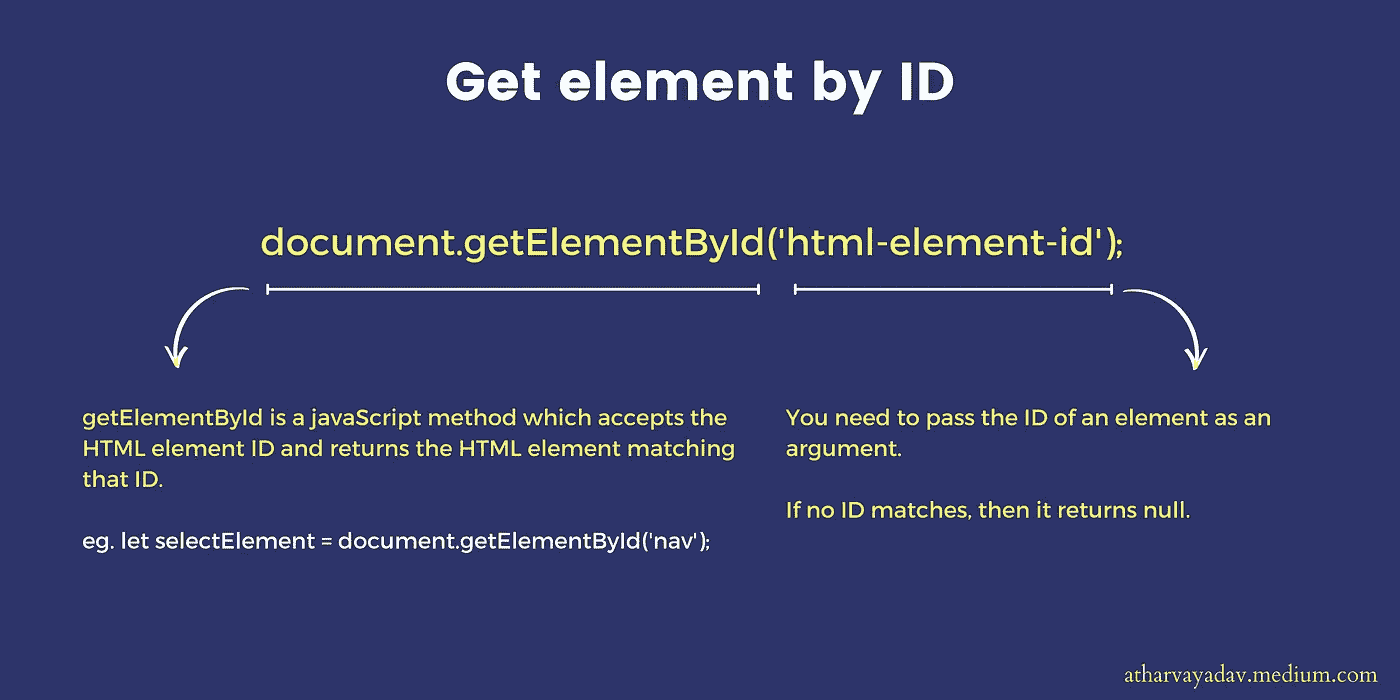 Get element by ID
document.getElementById('html-element-id');
getElementById is a javaScript method which accepts the
HTML element ID and returns the HTML element matching
that ID.
eg. let selectElement = document.getElementById('nav');
You need to pass the ID of an element as an
argument.
If no ID matches, then it returns null.
atharvayadav.medium.com